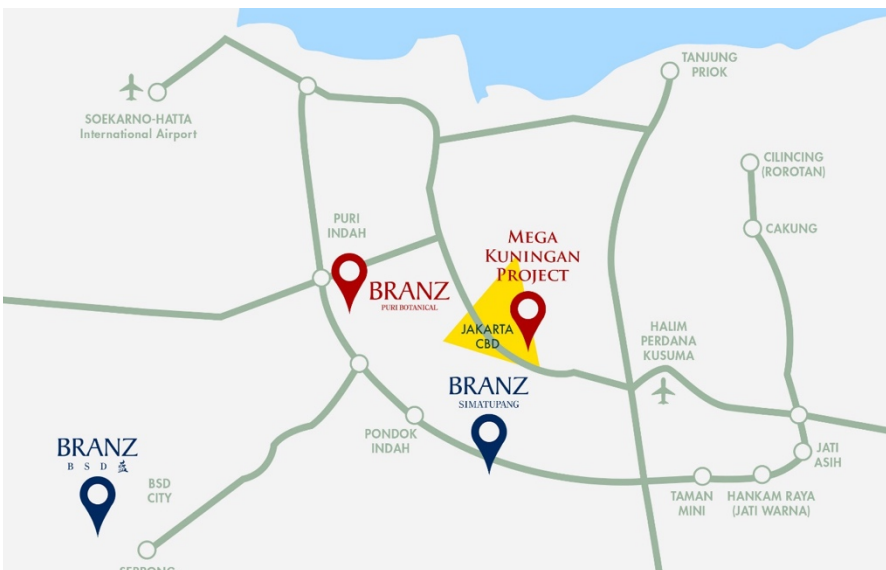 TANJUNG
PRIOK
SOEKARNO-HATTA
International Airport
CILINCING
(ROROTAN)
PURI
INDAH
CAKUNG
MEGA
KUNINGAN
PROJECT
BRANZ
PURI BOTANICAL
JAKARTA
CBD
HALIM
PERDANA
KUSUMA
BRANZ
SIMATUPANG
PONDOK
INDAH
BRANZ
BSD
BSD
CITY
JATI
ASIH
TAMAN
MINI
HANKAM RAYA
(JATI WARNA)